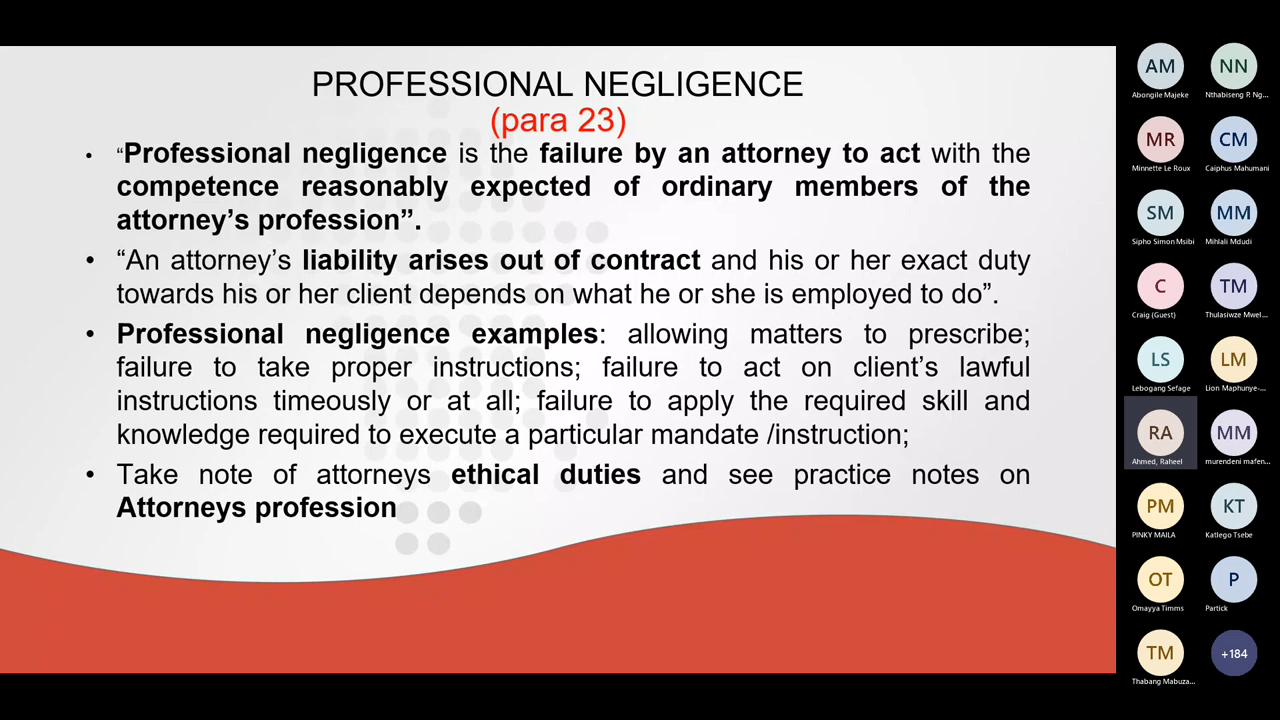 PROFESSIONAL NEGLIGENCE
(para 23)
• “Professional negligence is the failure by an attorney to act with the
competence reasonably expected of ordinary members of the
attorney’s profession”.
• “An attorney’s liability arises out of contract and his or her exact duty
towards his or her client depends on what he or she is employed to do”.
• Professional negligence examples: allowing matters to prescribe;
failure to take proper instructions; failure to act on client’s lawful
instructions timeously or at all; failure to apply the required skill and
knowledge required to execute a particular mandate /instruction;
• Take note of attorneys ethical duties and see practice notes on
Attorneys profession
AM
Abongile Majeke
NN
Nthabiseng P. Ng...
MR
Minnette Le Roux
CM
Caiphus Mahumani
SM
Sipho Simon Msibi
MM
Mihlali Mdudi
C
Craig (Guest)
TM
Thulasiwze Mwel...
LS
Lebogang Sefage
LM
Lion Maphunye-...
RA
Ahmed, Raheel
MM
murendeni mafen...
PM
PINKY MAILA
KT
Katlego Tsebe
OT
Omayya Timms
P
Partick
TM
Thabang Mabuza...
+184